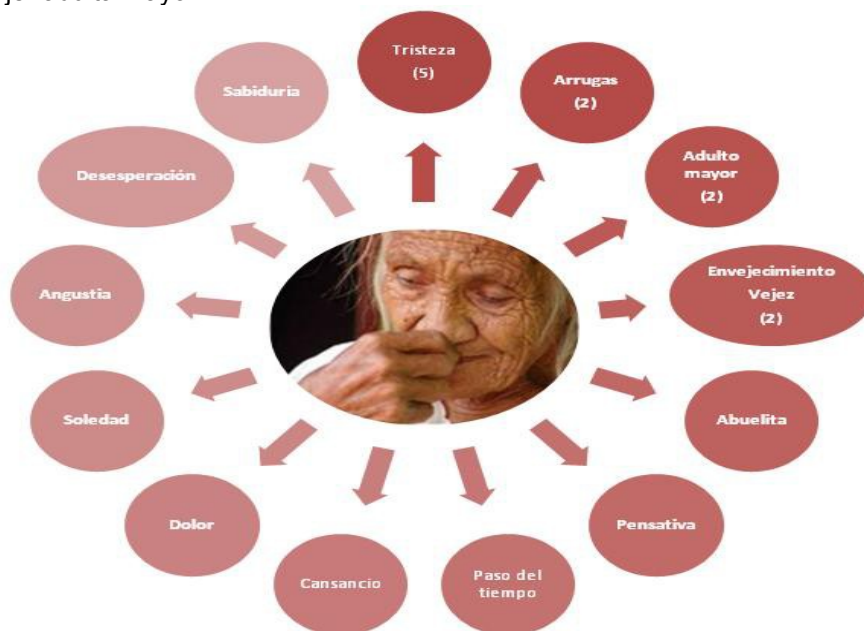 Tristeza
(5)
Arrugas
(2)
Adulto
mayor
(2)
Envejecimiento
Vejez
(2)
Abuelita
Pensativa
Paso del
tiempo
Cansancio
Dolor
Soledad
Angustia
Desesperación
Sabiduria